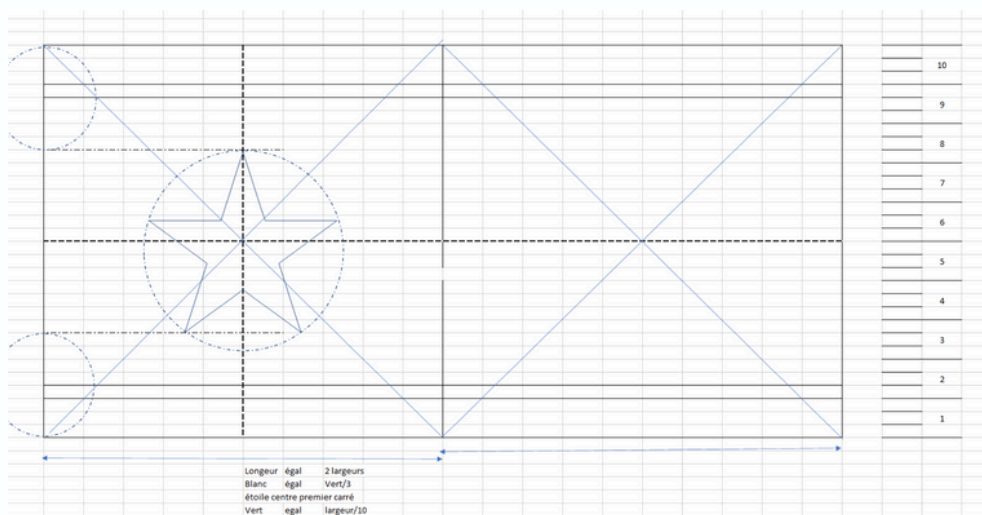 10
9
8
7
6
5
4
3
2
1
Longeur égal 2 largeurs
Blanc égal Vert/3
étoile centre premier carré
Vert egal largeur/10